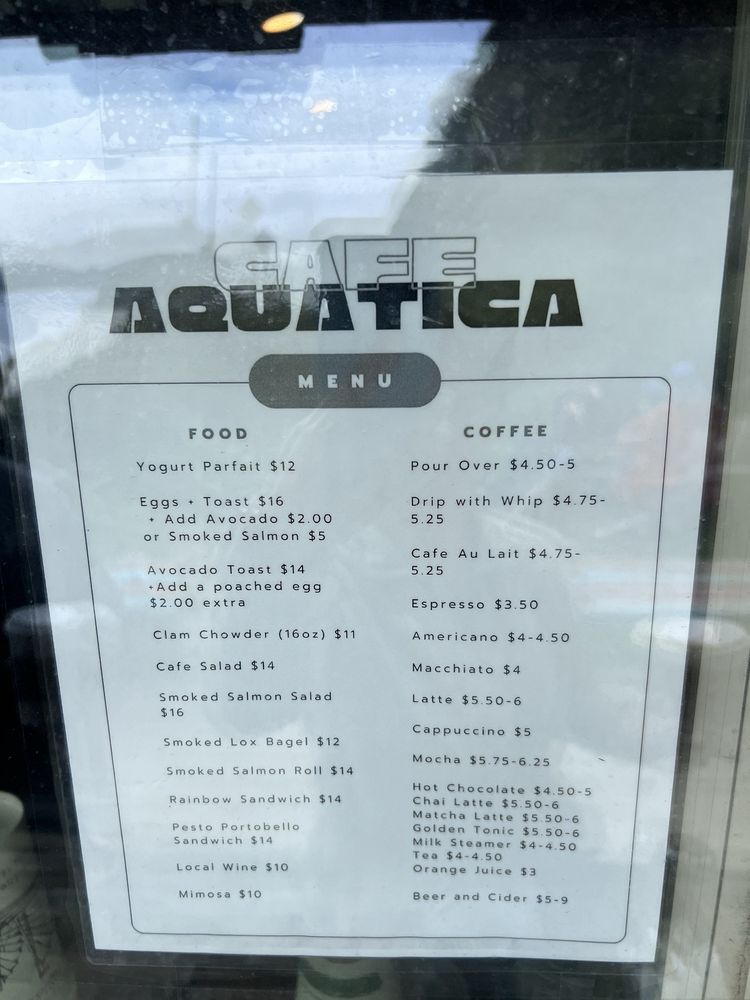 CAFE
AQUATICA
MENU
FOOD
Yogurt Parfait $12
Eggs + Toast $16
+ Add Avocado $2.00
or Smoked Salmon $5
Avocado Toast $14
+Add a poached egg
$2.00 extra
Clam Chowder (16oz) $11
Cafe Salad $14
Smoked Salmon Salad
$16
Smoked Lox Bagel $12
Smoked Salmon Roll $14
Rainbow Sandwich $14
Pesto Portobello
Sandwich $14
Local Wine $10
Mimosa $10
COFFEE
Pour Over $4.50-5
Drip with Whip $4.75-
5.25
Cafe Au Lait $4.75-
5.25
Espresso $3.50
Americano $4-4.50
Macchiato $4
Latte $5.50-6
Cappuccino $5
Mocha $5.75-6.25
Hot Chocolate $4.50-5
Chai Latte $5.50-6
Matcha Latte $5.50-6
Golden Tonic $5.50-6
Milk Steamer $4-4.50
Tea $4-4.50
Orange Juice $3
Beer and Cider $5-9